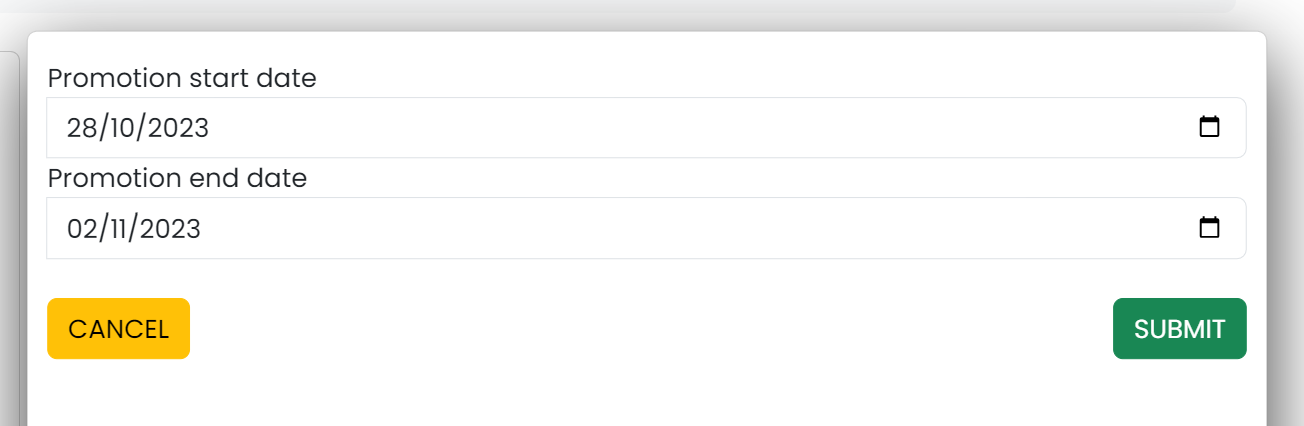 Promotion start date
28/10/2023
Promotion end date
02/11/2023
CANCEL SUBMIT